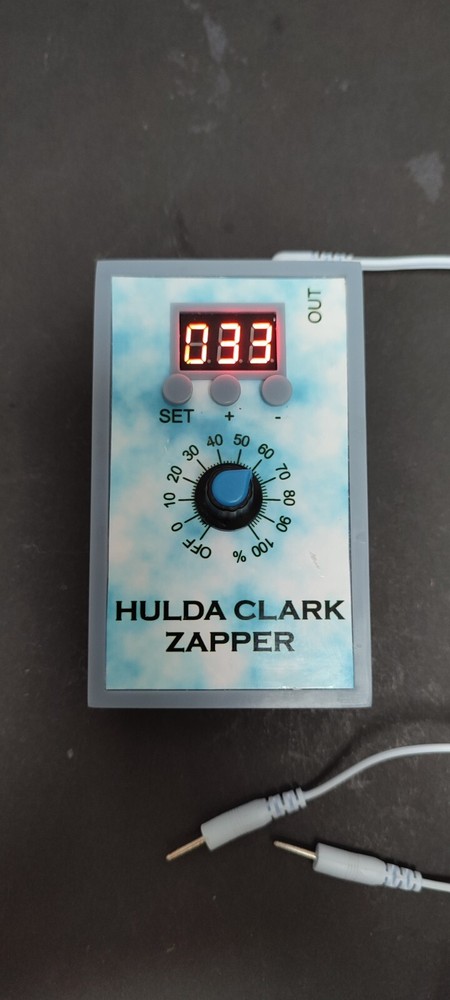 OUT
033
SET + -
OFF 0 10 20 30 40 50 60 70 80 90 100 %
HULDA CLARK
ZAPPER